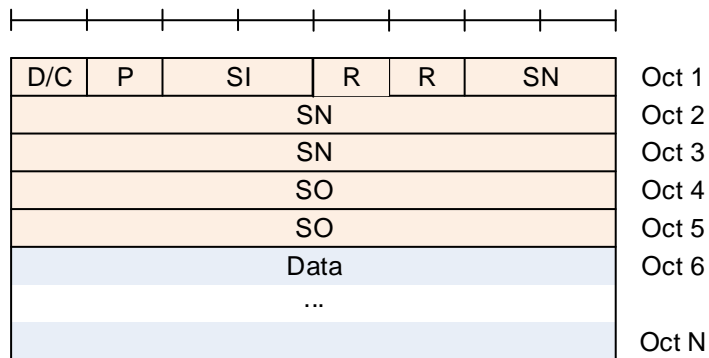 D/C P SI R R SN Oct 1
SN Oct 2
SN Oct 3
SO Oct 4
SO Oct 5
Data Oct 6
...
Oct N